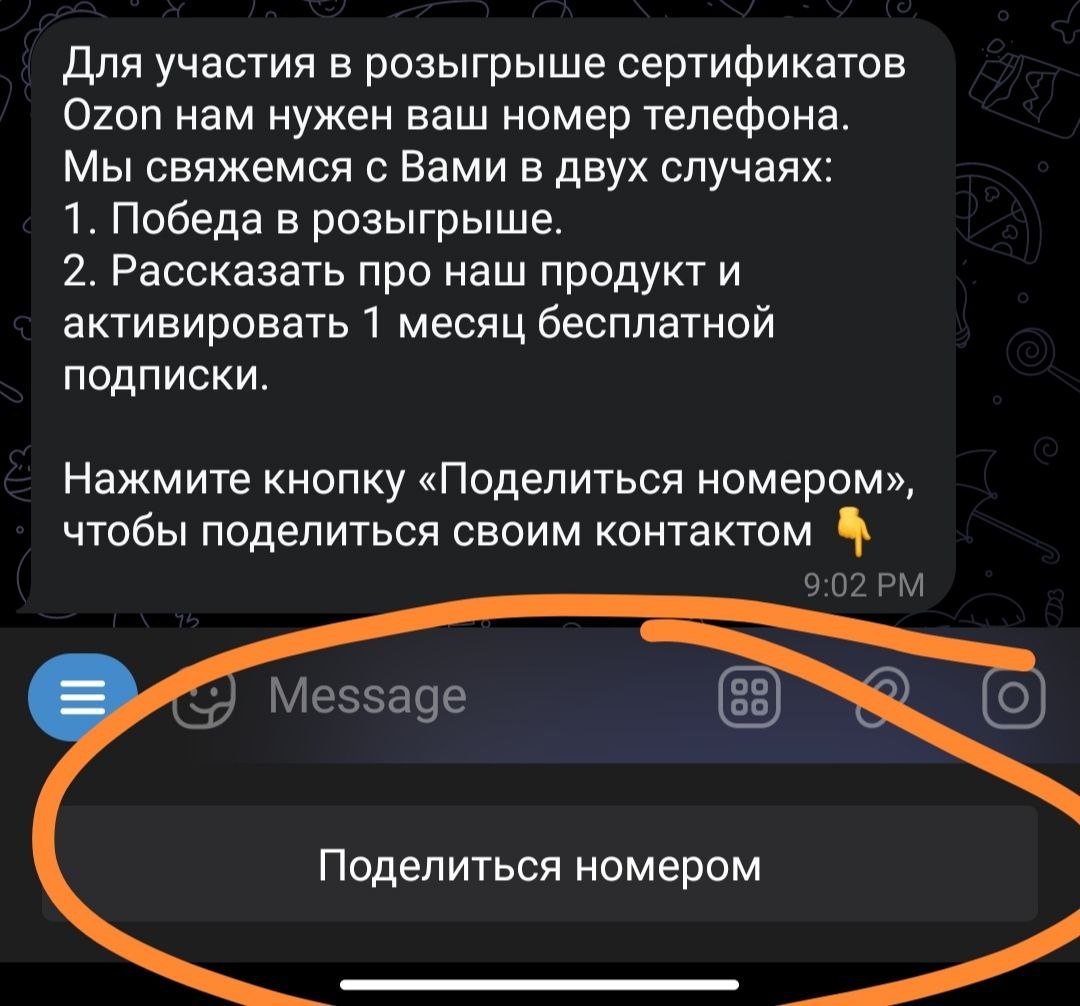 Для участия в розыгрыше сертификатов
Ozon нам нужен ваш номер телефона.
Мы свяжемся с Вами в двух случаях:
1. Победа в розыгрыше.
2. Рассказать про наш продукт и
активировать 1 месяц бесплатной
подписки.
Нажмите кнопку «Поделиться номером»,
чтобы поделиться своим контактом 👇
9:02 PM
Message
Поделиться номером